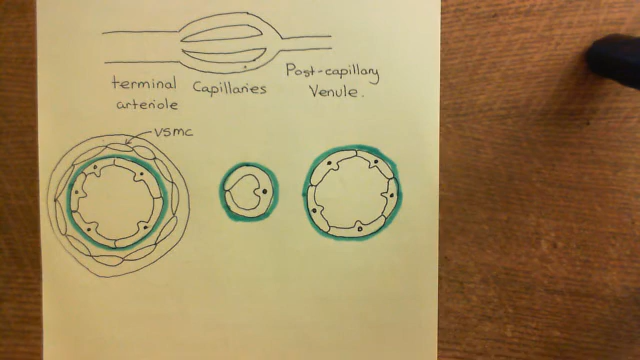 terminal
arteriole
Capillaries
Post-capillary
Venule.
vsmc